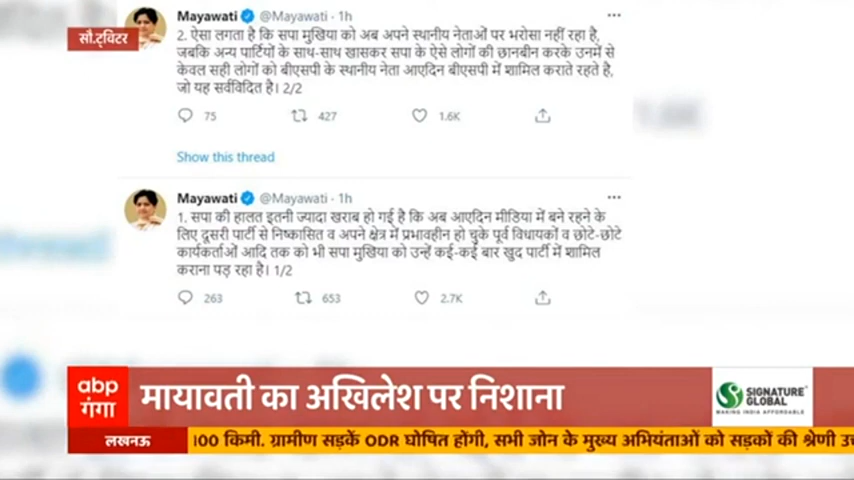 सौ.ट्विटर
Mayawati @Mayawati · 1h
2. ऐसा लगता है कि सपा मुखिया को अब अपने स्थानीय नेताओं पर भरोसा नहीं रहा है,
जबकि अन्य पार्टियों के साथ-साथ खासकर सपा के ऐसे लोगों की छानबीन करके उनमें से
केवल सही लोगों को बीएसपी के स्थानीय नेता आएदिन बीएसपी में शामिल कराते रहते है,
जो यह सर्वविदित है। 2/2
75 427 1.6K
Show this thread
Mayawati @Mayawati · 1h
1. सपा की हालत इतनी ज्यादा खराब हो गई है कि अब आएदिन मीडिया में बने रहने के
लिए दूसरी पार्टी से निष्कासित व अपने क्षेत्र में प्रभावहीन हो चुके पूर्व विधायकों व छोटे-छोटे
कार्यकर्ताओं आदि तक को भी सपा मुखिया को उन्हें कई-कई बार खुद पार्टी में शामिल
कराना पड़ रहा है। 1/2
263 653 2.7K
abp
गंगा
मायावती का अखिलेश पर निशाना
SIGNATURE
GLOBAL
MAKING INDIA AFFORDABLE
लखनऊ
100 किमी. ग्रामीण सड़कें ODR घोषित होंगी, सभी जोन के मुख्य अभियंताओं को सड़कों की श्रेणी